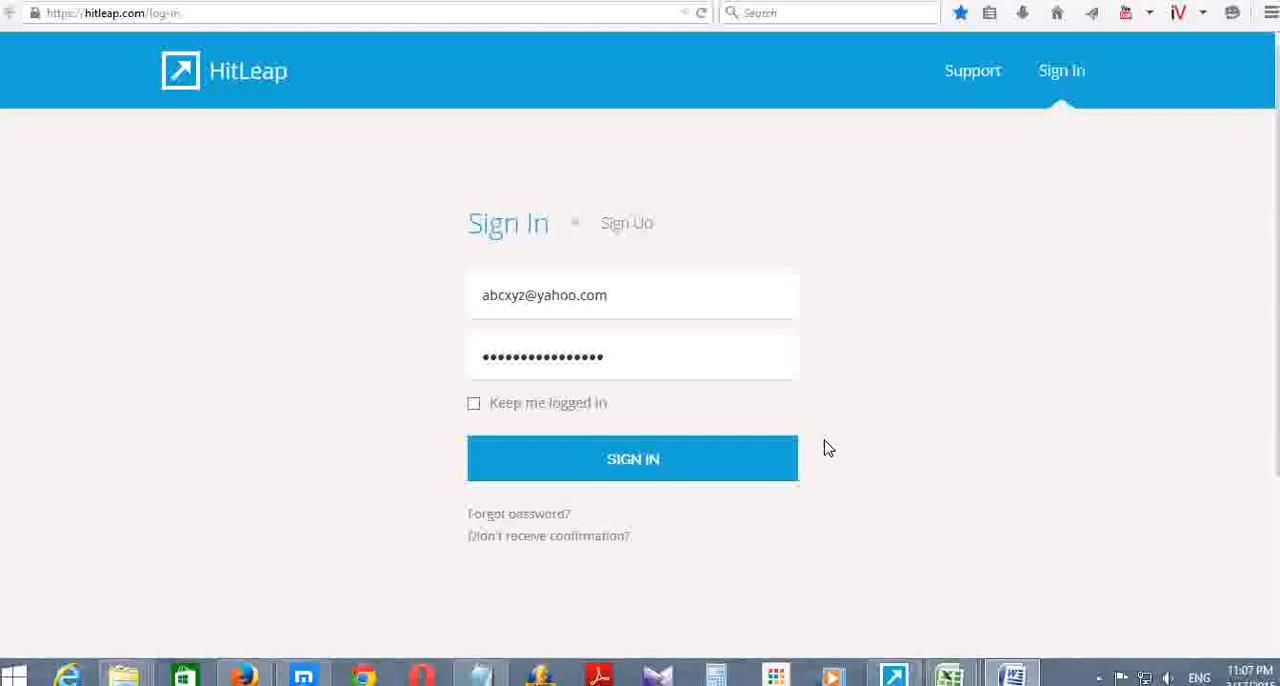 https://hitleap.com/log-in
Search
HitLeap
Support
Sign In
Sign In
Sign Up
abcxyz@yahoo.com
••••••••••••••••
Keep me logged in
SIGN IN
Forgot password?
Didn't receive confirmation?
ENG
11:07 PM